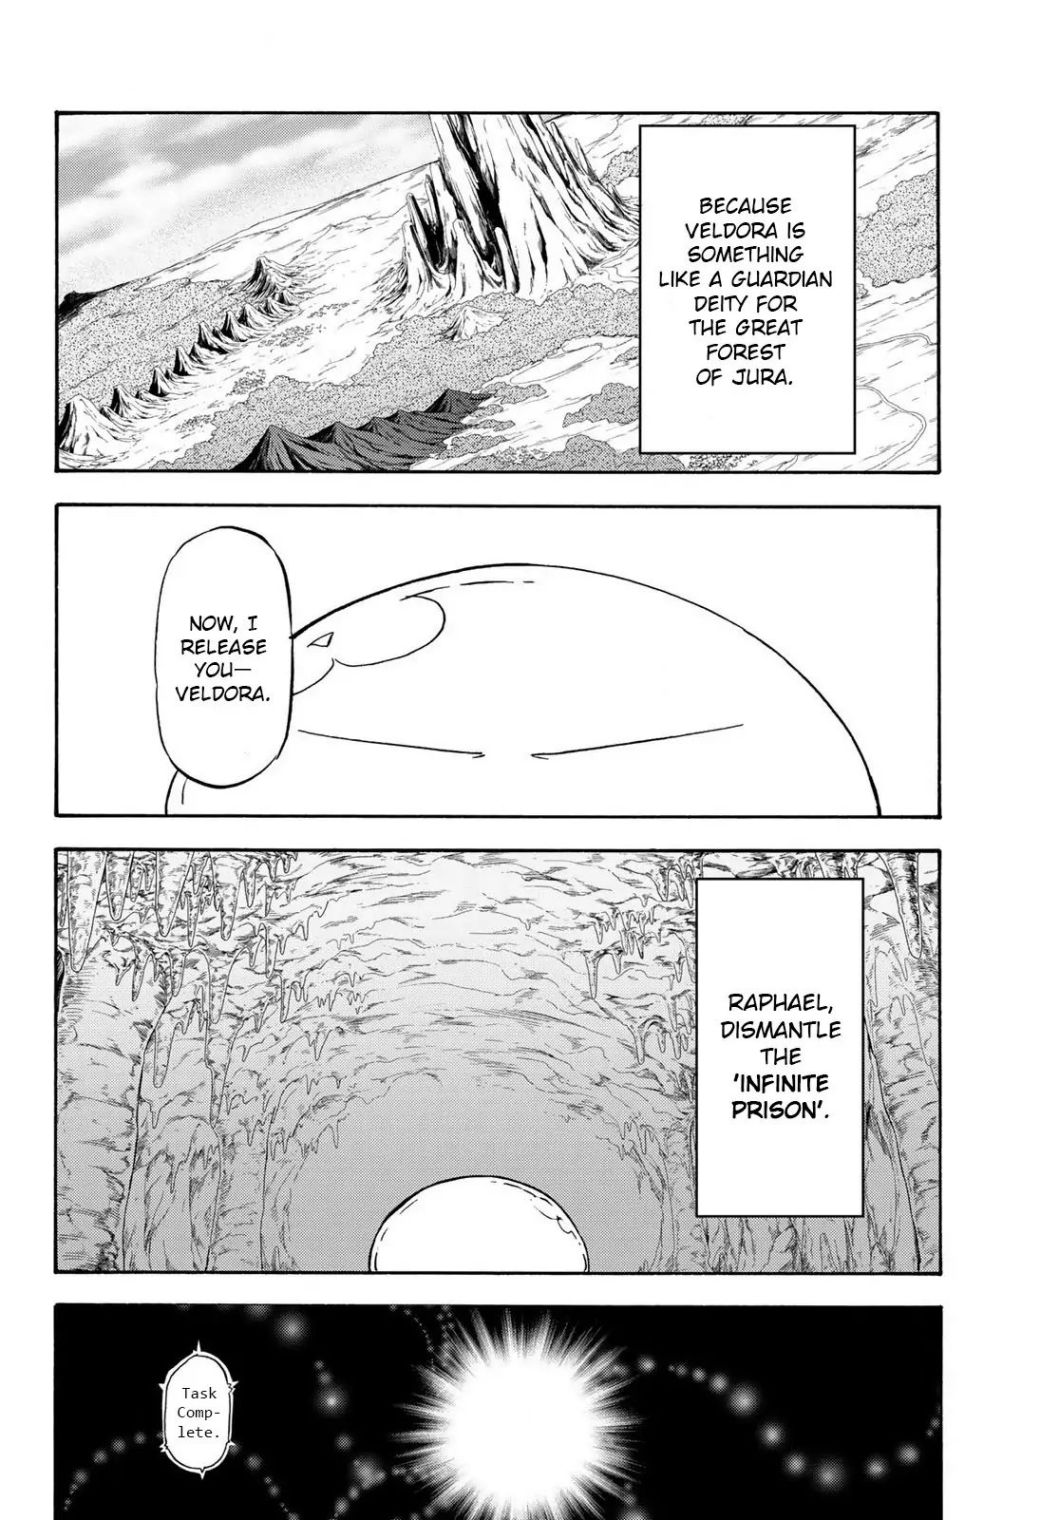 BECAUSE
VELDORA IS
SOMETHING
LIKE A GUARDIAN
DEITY FOR
THE GREAT
FOREST
OF JURA.
NOW, I
RELEASE
YOU—
VELDORA.
RAPHAEL,
DISMANTLE
THE
'INFINITE
PRISON'.
Task
Comp-
lete.